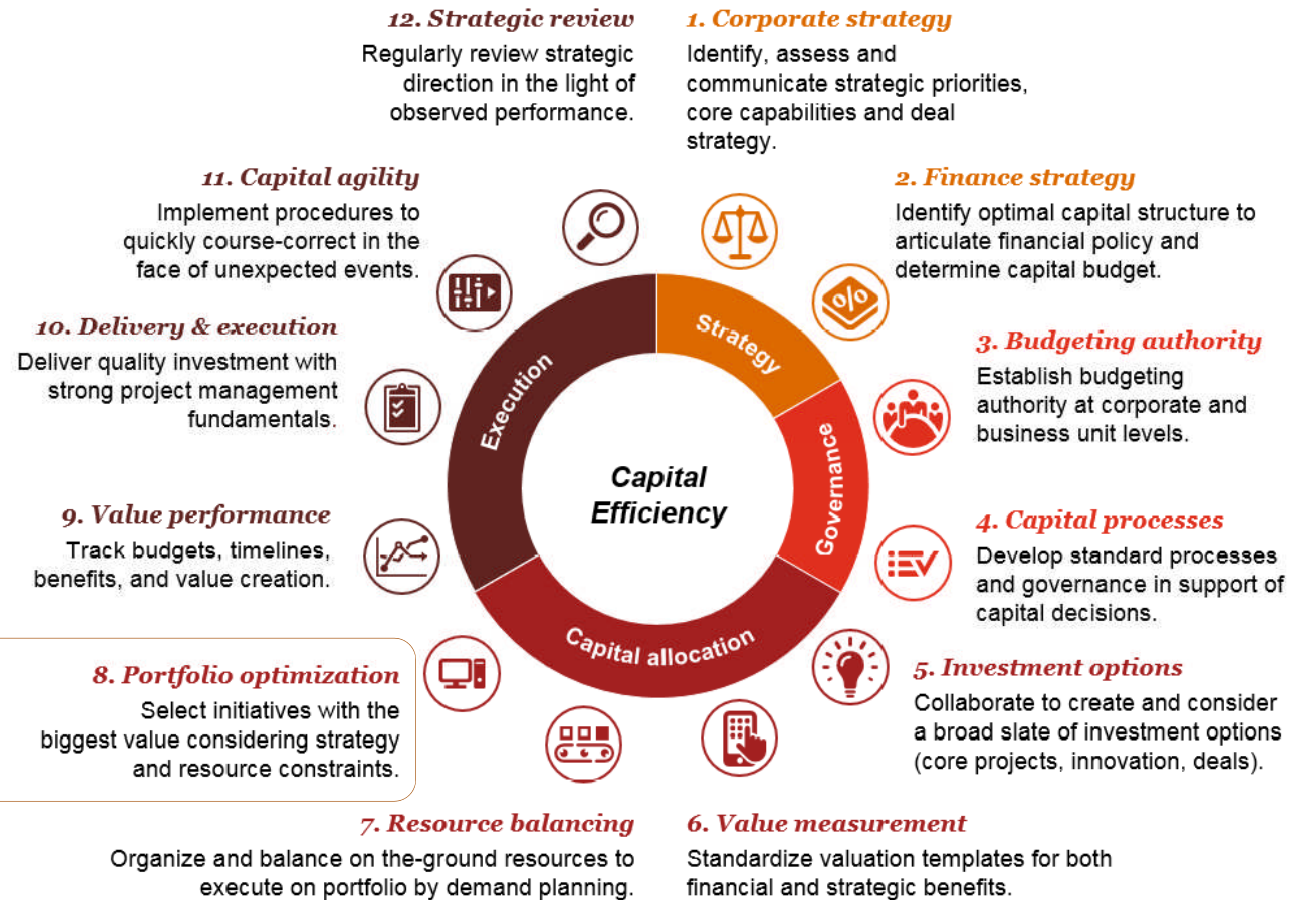 12. Strategic review
Regularly review strategic
direction in the light of
observed performance.
1. Corporate strategy
Identify, assess and
communicate strategic priorities,
core capabilities and deal
strategy.
11. Capital agility
Implement procedures to
quickly course-correct in the
face of unexpected events.
2. Finance strategy
Identify optimal capital structure to
articulate financial policy and
determine capital budget.
%
10. Delivery & execution
Deliver quality investment with
strong project management
fundamentals.
3. Budgeting authority
Establish budgeting
authority at corporate and
business unit levels.
Execution
Strategy
Governance
Capital allocation
Capital
Efficiency
9. Value performance
Track budgets, timelines,
benefits, and value creation.
4. Capital processes
Develop standard processes
and governance in support of
capital decisions.
8. Portfolio optimization
Select initiatives with the
biggest value considering strategy
and resource constraints.
5. Investment options
Collaborate to create and consider
a broad slate of investment options
(core projects, innovation, deals).
7. Resource balancing
Organize and balance on the-ground resources to
execute on portfolio by demand planning.
6. Value measurement
Standardize valuation templates for both
financial and strategic benefits.